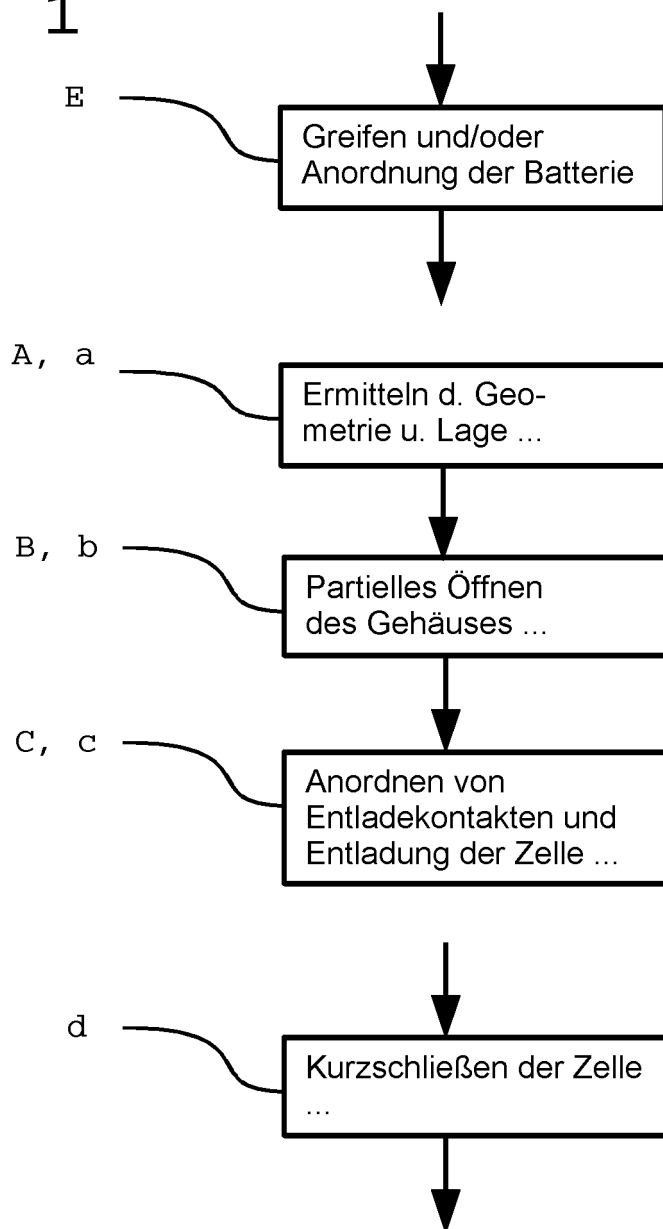 1
E
Greifen und/oder
Anordnung der Batterie
A, a
Ermitteln d. Geo-
metrie u. Lage ...
B, b
Partielles Öffnen
des Gehäuses ...
C, c
Anordnen von
Entladekontakten und
Entladung der Zelle ...
d
Kurzschließen der Zelle
...